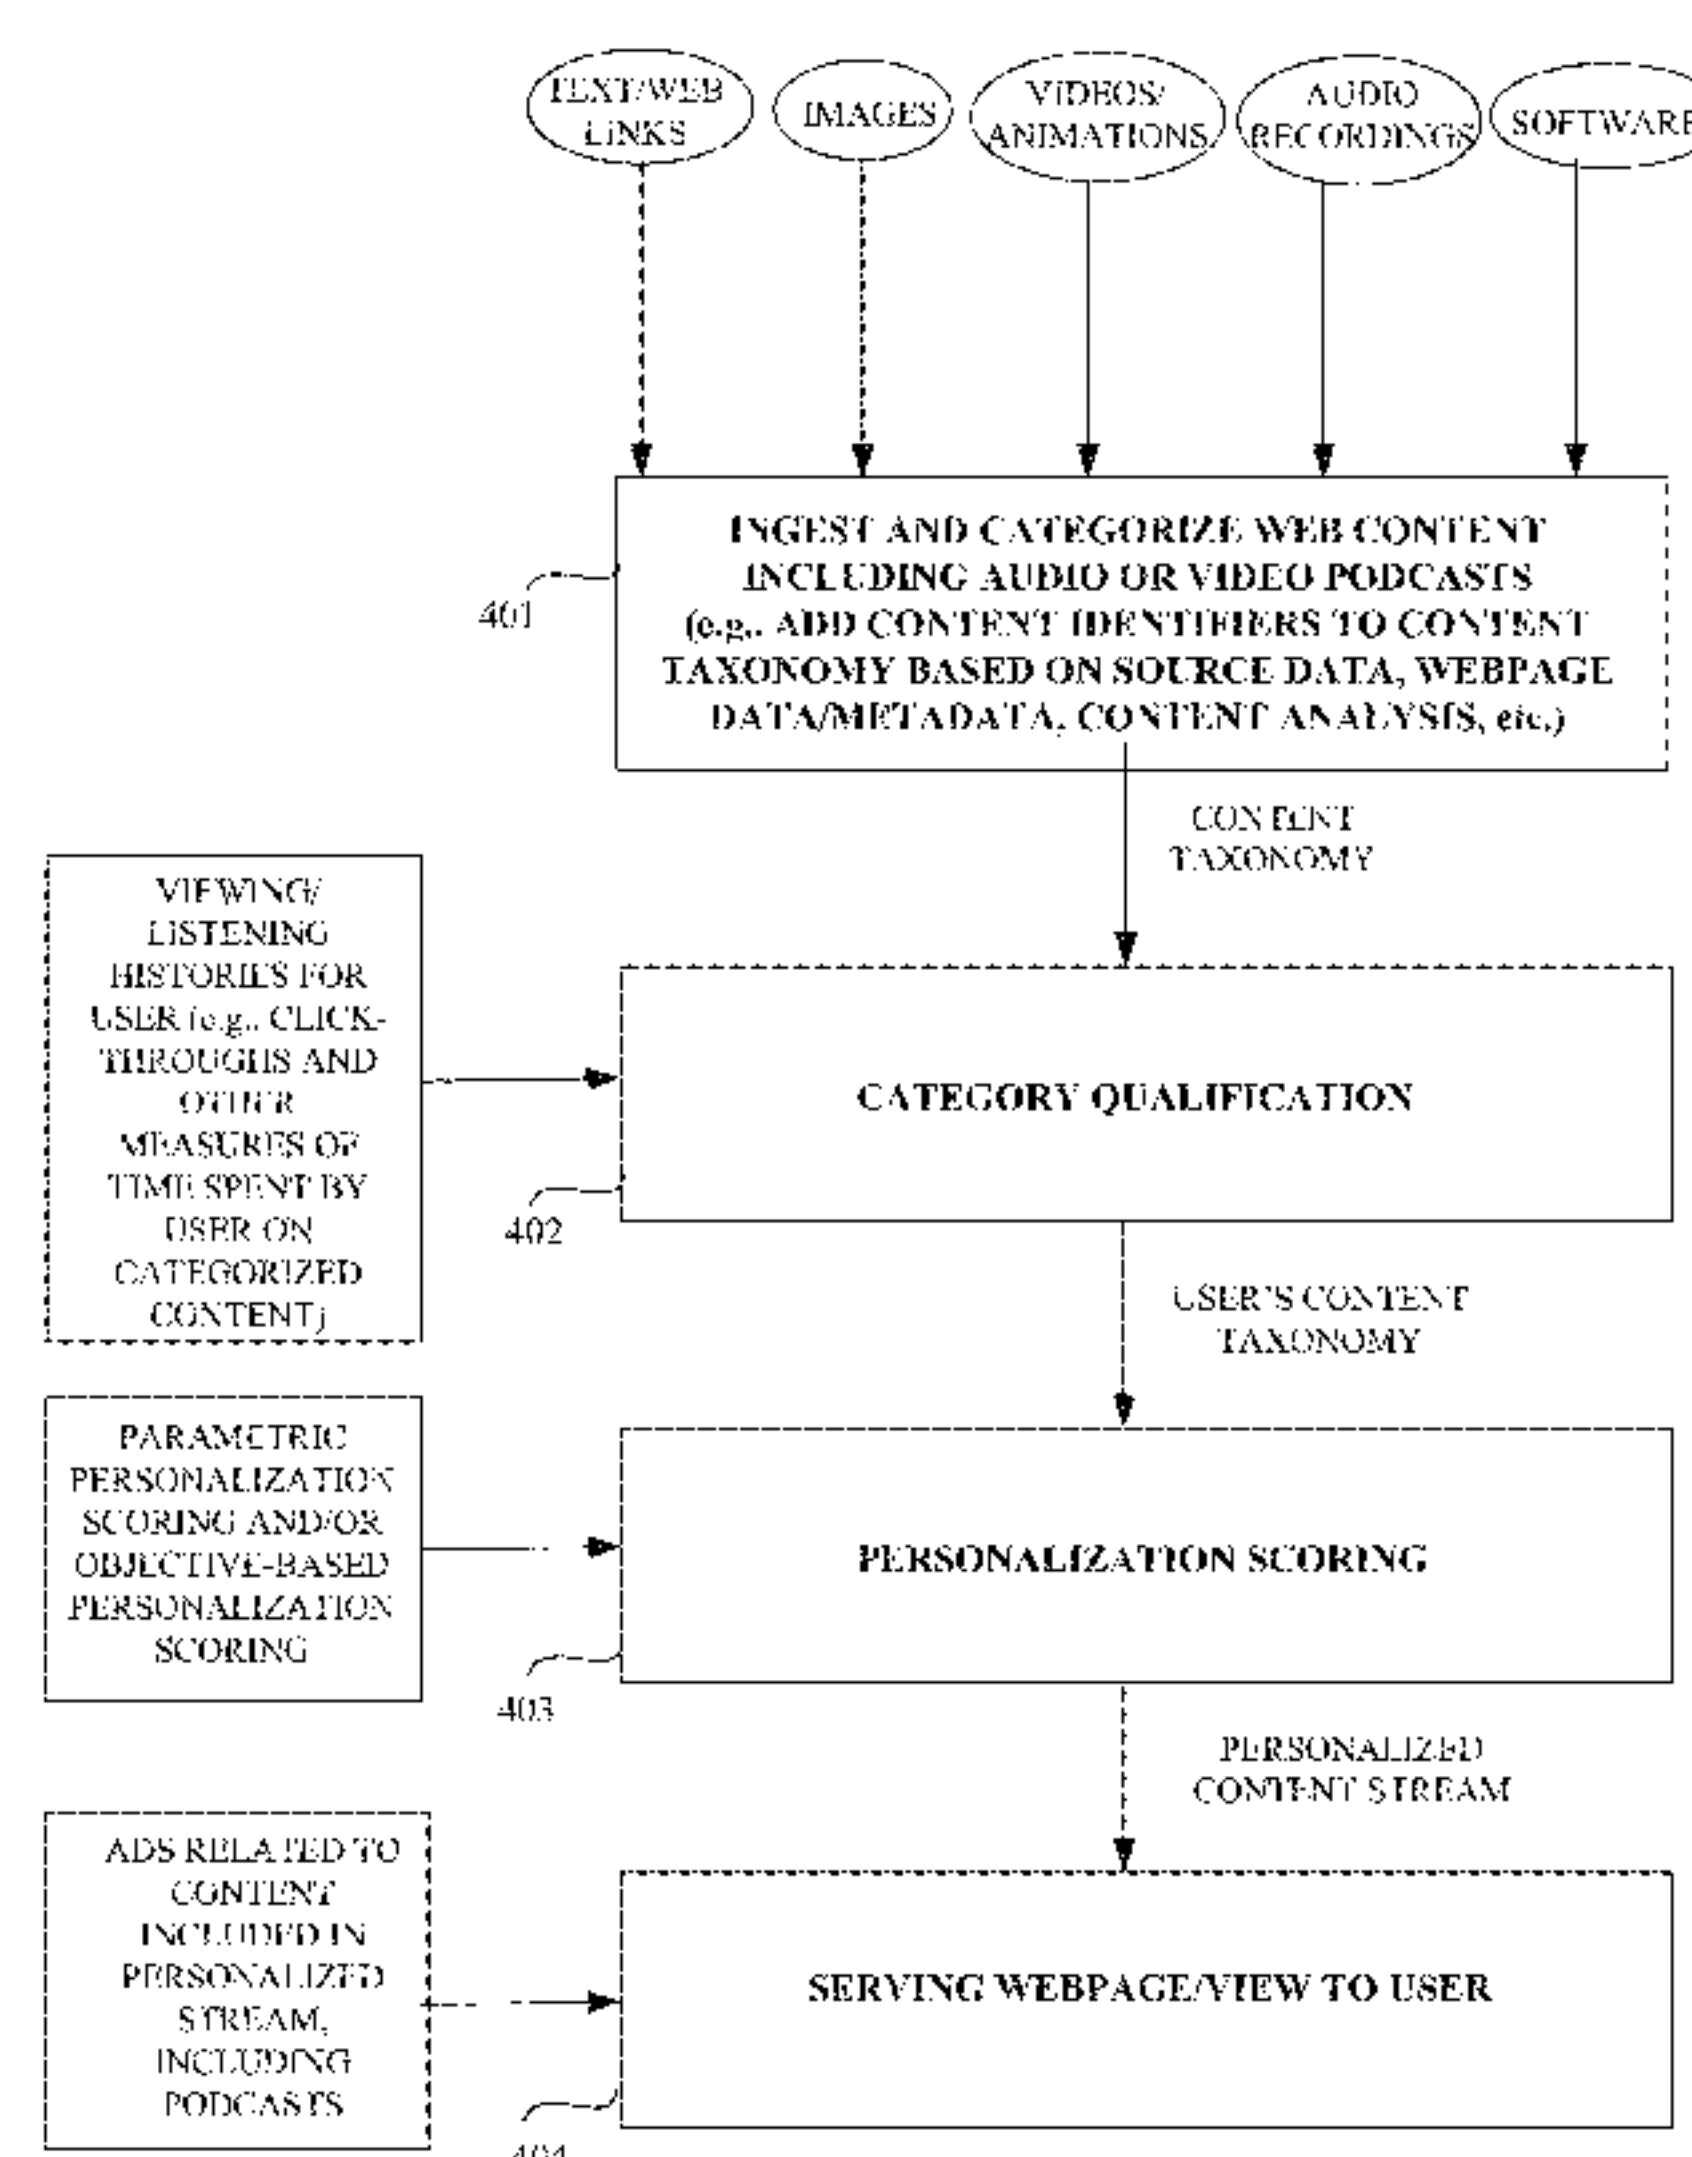 TEXT/WEB
LINKS
IMAGES
VIDEOS/
ANIMATIONS
AUDIO
RECORDINGS
SOFTWARE
INGEST AND CATEGORIZE WEB CONTENT
INCLUDING AUDIO OR VIDEO PODCASTS
(e.g., ADD CONTENT IDENTIFIERS TO CONTENT
TAXONOMY BASED ON SOURCE DATA, WEBPAGE
DATA/METADATA, CONTENT ANALYSIS, etc.)
401
CONTENT
TAXONOMY
VIEWING/
LISTENING
HISTORIES FOR
USER (e.g., CLICK-
THROUGHS AND
OTHER
MEASURES OF
TIME SPENT BY
USER ON
CATEGORIZED
CONTENT)
CATEGORY QUALIFICATION
402
USER'S CONTENT
TAXONOMY
PARAMETRIC
PERSONALIZATION
SCORING AND/OR
OBJECTIVE-BASED
PERSONALIZATION
SCORING
PERSONALIZATION SCORING
403
PERSONALIZED
CONTENT STREAM
ADS RELATED TO
CONTENT
INCLUDED IN
PERSONALIZED
STREAM,
INCLUDING
PODCASTS
SERVING WEBPAGE/VIEW TO USER
404